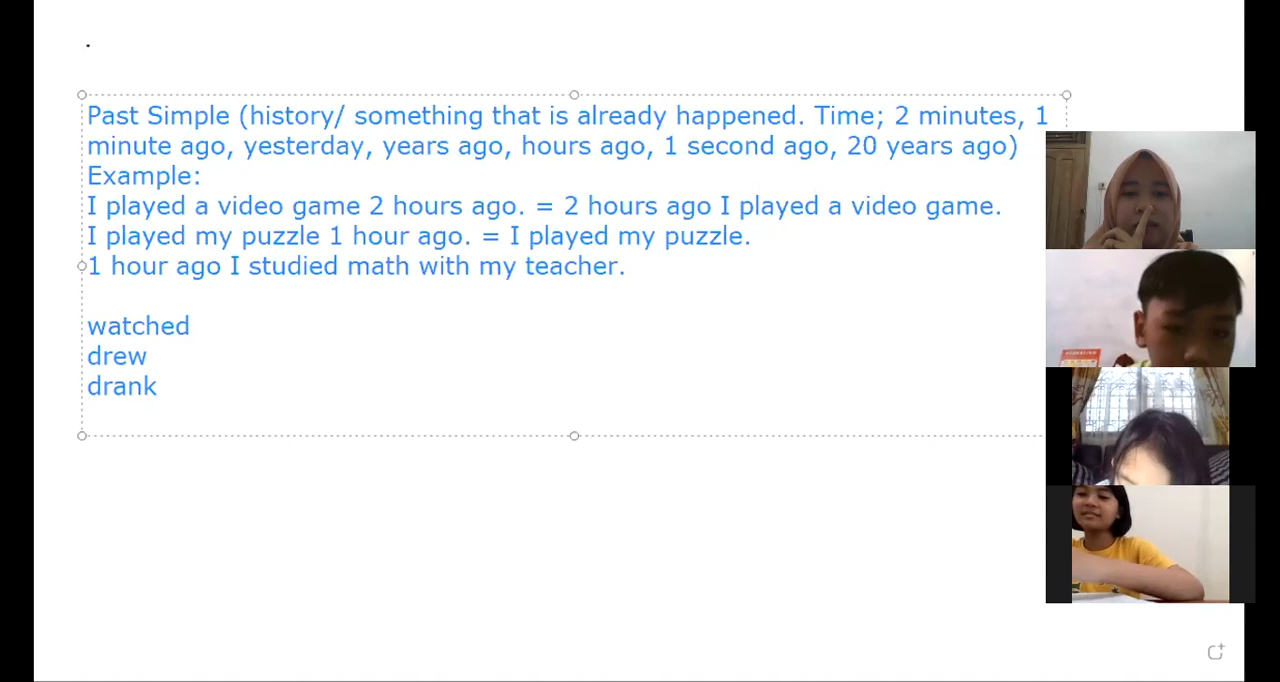 .
Past Simple (history/ something that is already happened. Time; 2 minutes, 1
minute ago, yesterday, years ago, hours ago, 1 second ago, 20 years ago)
Example:
I played a video game 2 hours ago. = 2 hours ago I played a video game.
I played my puzzle 1 hour ago. = I played my puzzle.
1 hour ago I studied math with my teacher.
watched
drew
drank